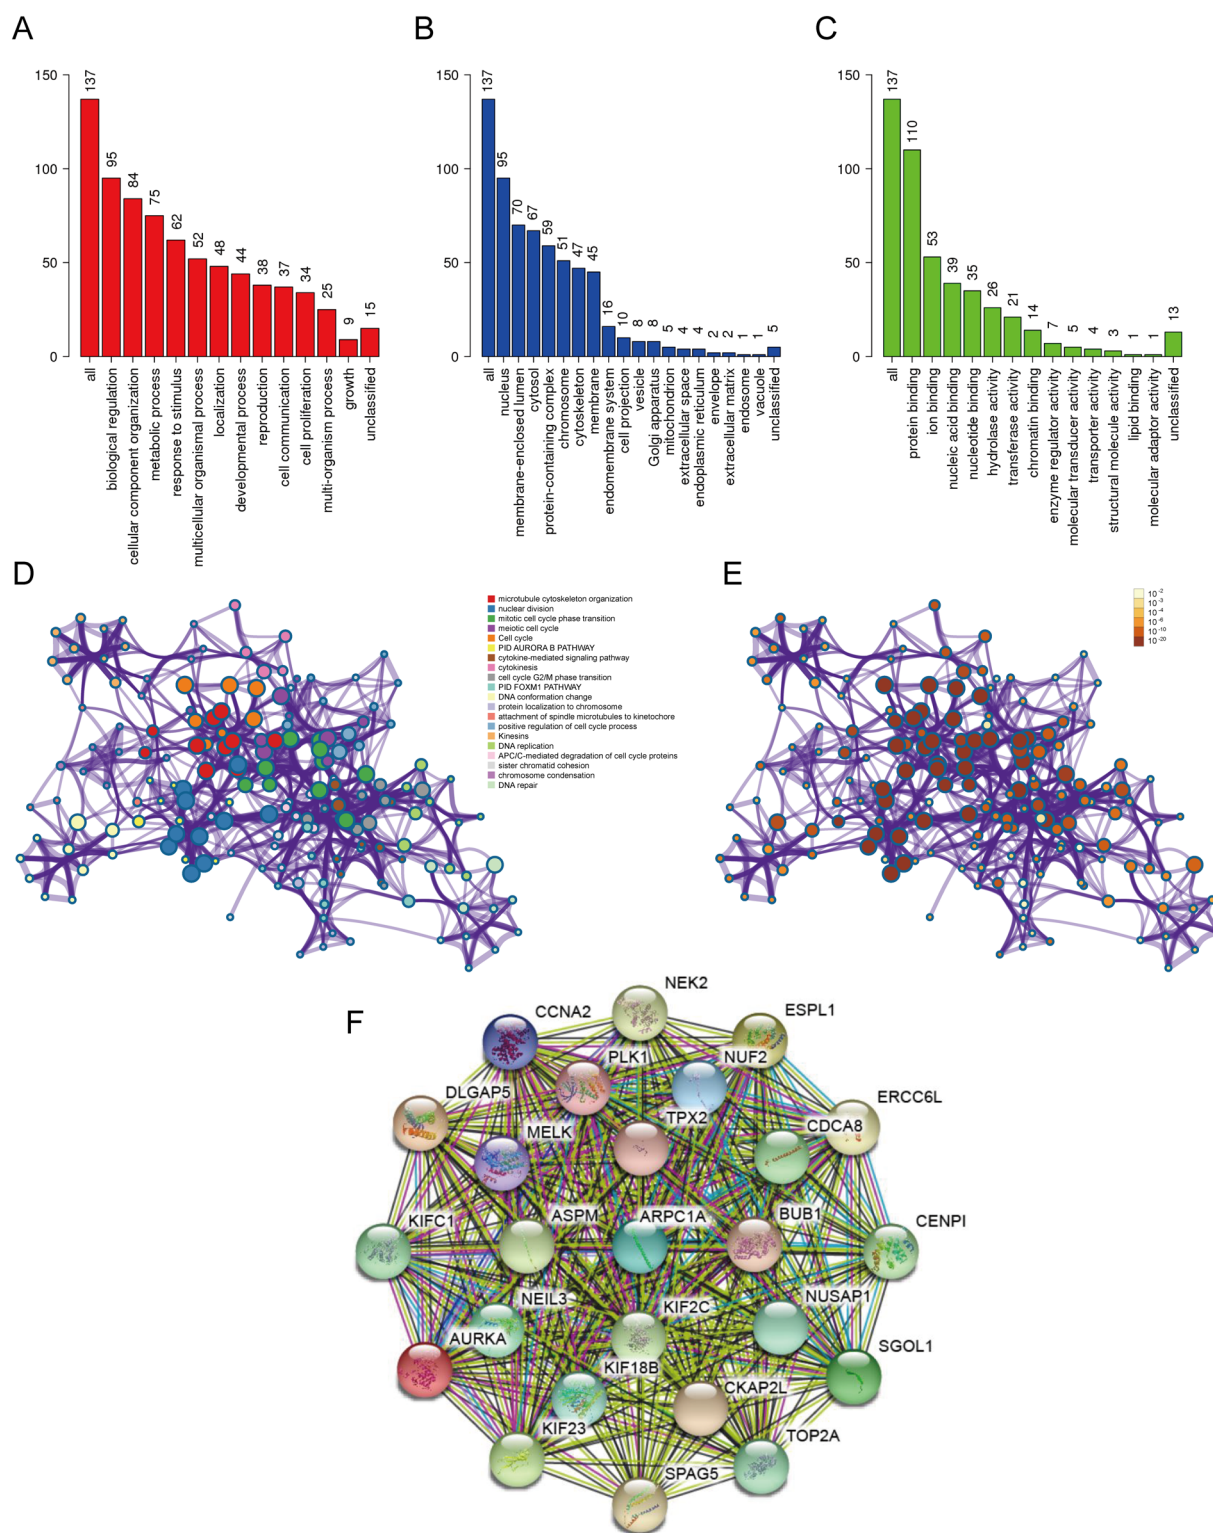 A
B
C
150
100
50
0
137
95
84
75
62
52
48
44
38
37
34
25
9
15
all
biological regulation
cellular component organization
metabolic process
response to stimulus
multicellular organismal process
localization
developmental process
reproduction
cell communication
cell proliferation
multi-organism process
growth
unclassified
150
100
50
0
137
95
70
67
59
51
47
45
16
10
8
8
5
4
4
2
2
1
1
5
all
nucleus
membrane-enclosed lumen
cytosol
protein-containing complex
chromosome
cytoskeleton
membrane
endomembrane system
cell projection
vesicle
Golgi apparatus
mitochondrion
extracellular space
endoplasmic reticulum
envelope
extracellular matrix
endosome
vacuole
unclassified
150
100
50
0
137
110
53
39
35
26
21
14
7
5
4
3
1
1
13
all
protein binding
ion binding
nucleic acid binding
nucleotide binding
hydrolase activity
transferase activity
chromatin binding
enzyme regulator activity
molecular transducer activity
transporter activity
structural molecule activity
lipid binding
molecular adaptor activity
unclassified
D
microtubule cytoskeleton organization
nuclear division
mitotic cell cycle phase transition
meiotic cell cycle
Cell cycle
PID AURORA B PATHWAY
cytokine-mediated signaling pathway
cytokinesis
cell cycle G2/M phase transition
PID FOXM1 PATHWAY
DNA conformation change
protein localization to chromosome
attachment of spindle microtubules to kinetochore
positive regulation of cell cycle process
Kinesins
DNA replication
APC/C-mediated degradation of cell cycle proteins
sister chromatid cohesion
chromosome condensation
DNA repair
E
10-2
10-3
10-4
10-6
10-10
10-20
F
NEK2
CCNA2
ESPL1
PLK1
NUF2
DLGAP5
ERCC6L
TPX2
CDCA8
MELK
KIFC1
ASPM
ARPC1A
BUB1
CENPI
NEIL3
KIF2C
NUSAP1
AURKA
SGOL1
KIF18B
CKAP2L
KIF23
TOP2A
SPAG5